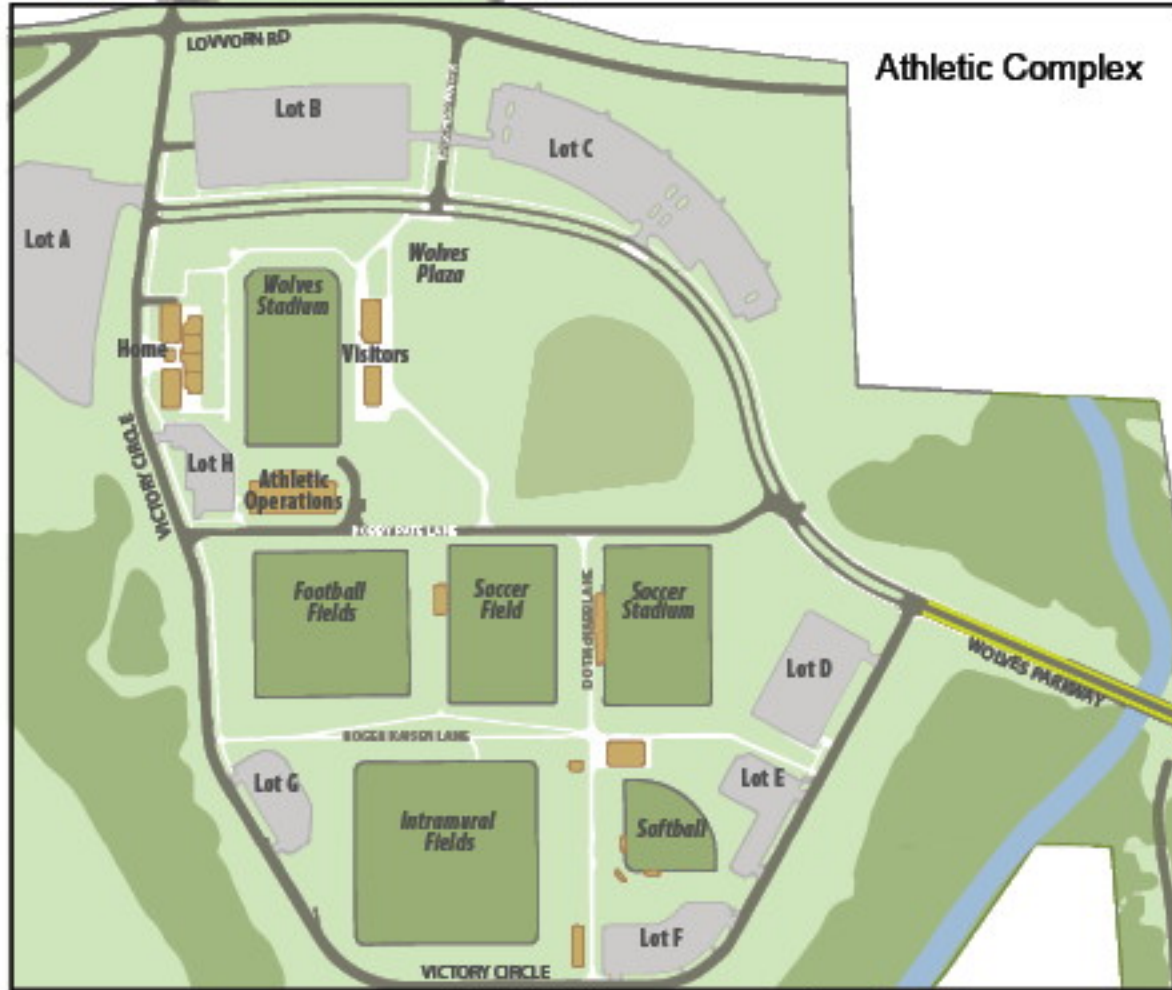 LOVVORN RD
Athletic Complex
Lot B
Lot C
Lot A
Wolves
Plaza
Wolves
Stadium
Home
Visitors
VICTORY CIRCLE
Lot H
Athletic
Operations
LANE
Football
Fields
Soccer
Field
LANE
Soccer
Stadium
Lot D
WOLVES PARKWAY
ROGER KAISER LANE
Lot G
Lot E
Intramural
Fields
Softball
Lot F
VICTORY CIRCLE